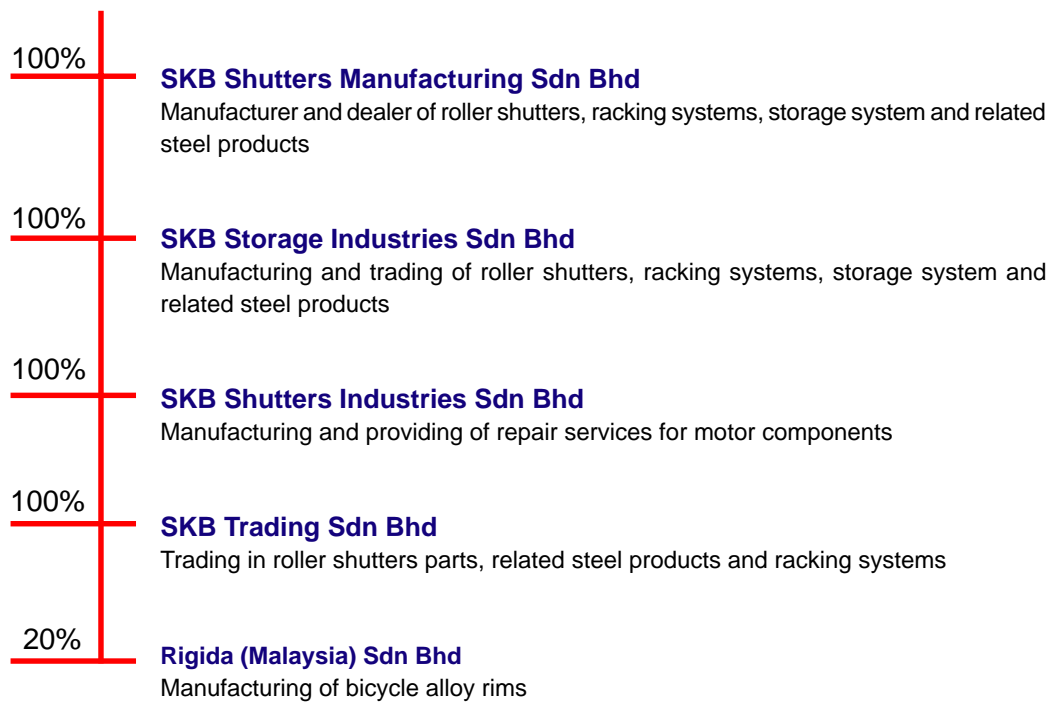 100%
SKB Shutters Manufacturing Sdn Bhd
Manufacturer and dealer of roller shutters, racking systems, storage system and related
steel products
100%
SKB Storage Industries Sdn Bhd
Manufacturing and trading of roller shutters, racking systems, storage system and
related steel products
100%
SKB Shutters Industries Sdn Bhd
Manufacturing and providing of repair services for motor components
100%
SKB Trading Sdn Bhd
Trading in roller shutters parts, related steel products and racking systems
20%
Rigida (Malaysia) Sdn Bhd
Manufacturing of bicycle alloy rims